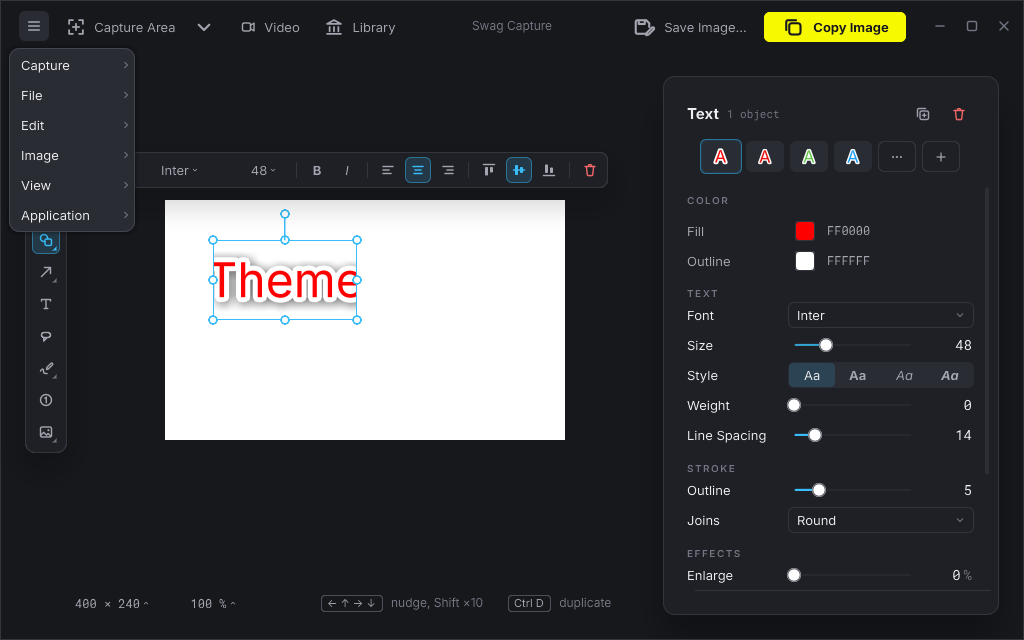 Capture Area
Video
Library
Swag Capture
Save Image...
Copy Image
Capture
File
Edit
Image
View
Application
Inter
48
B
I
Theme
Text
1 object
A
A
A
A
...
+
COLOR
Fill
FF0000
Outline
FFFFFF
TEXT
Font
Inter
Size
48
Style
Aa
Aa
Aa
Aa
Weight
0
Line Spacing
14
STROKE
Outline
5
Joins
Round
EFFECTS
Enlarge
0 %
T
1
400 × 240
100 %
← ↑ → ↓ nudge, Shift ×10
Ctrl D duplicate